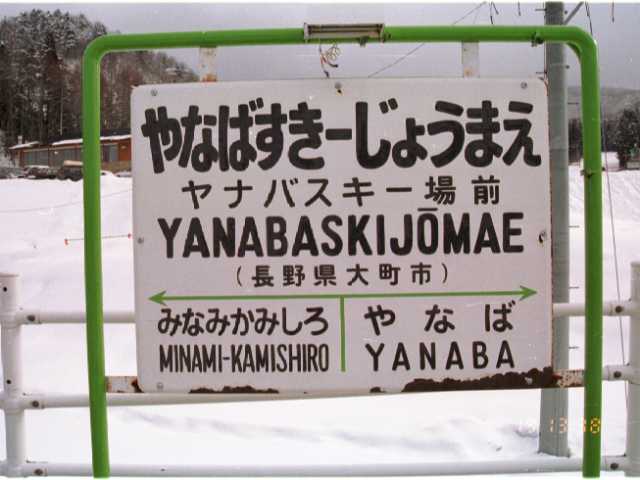 やなばすきーじょうまえ
ヤナバスキー場前
YANABASKIJŌMAE
(長野県大町市)
みなみかみしろ やなば
MINAMI-KAMISHIRO YANABA